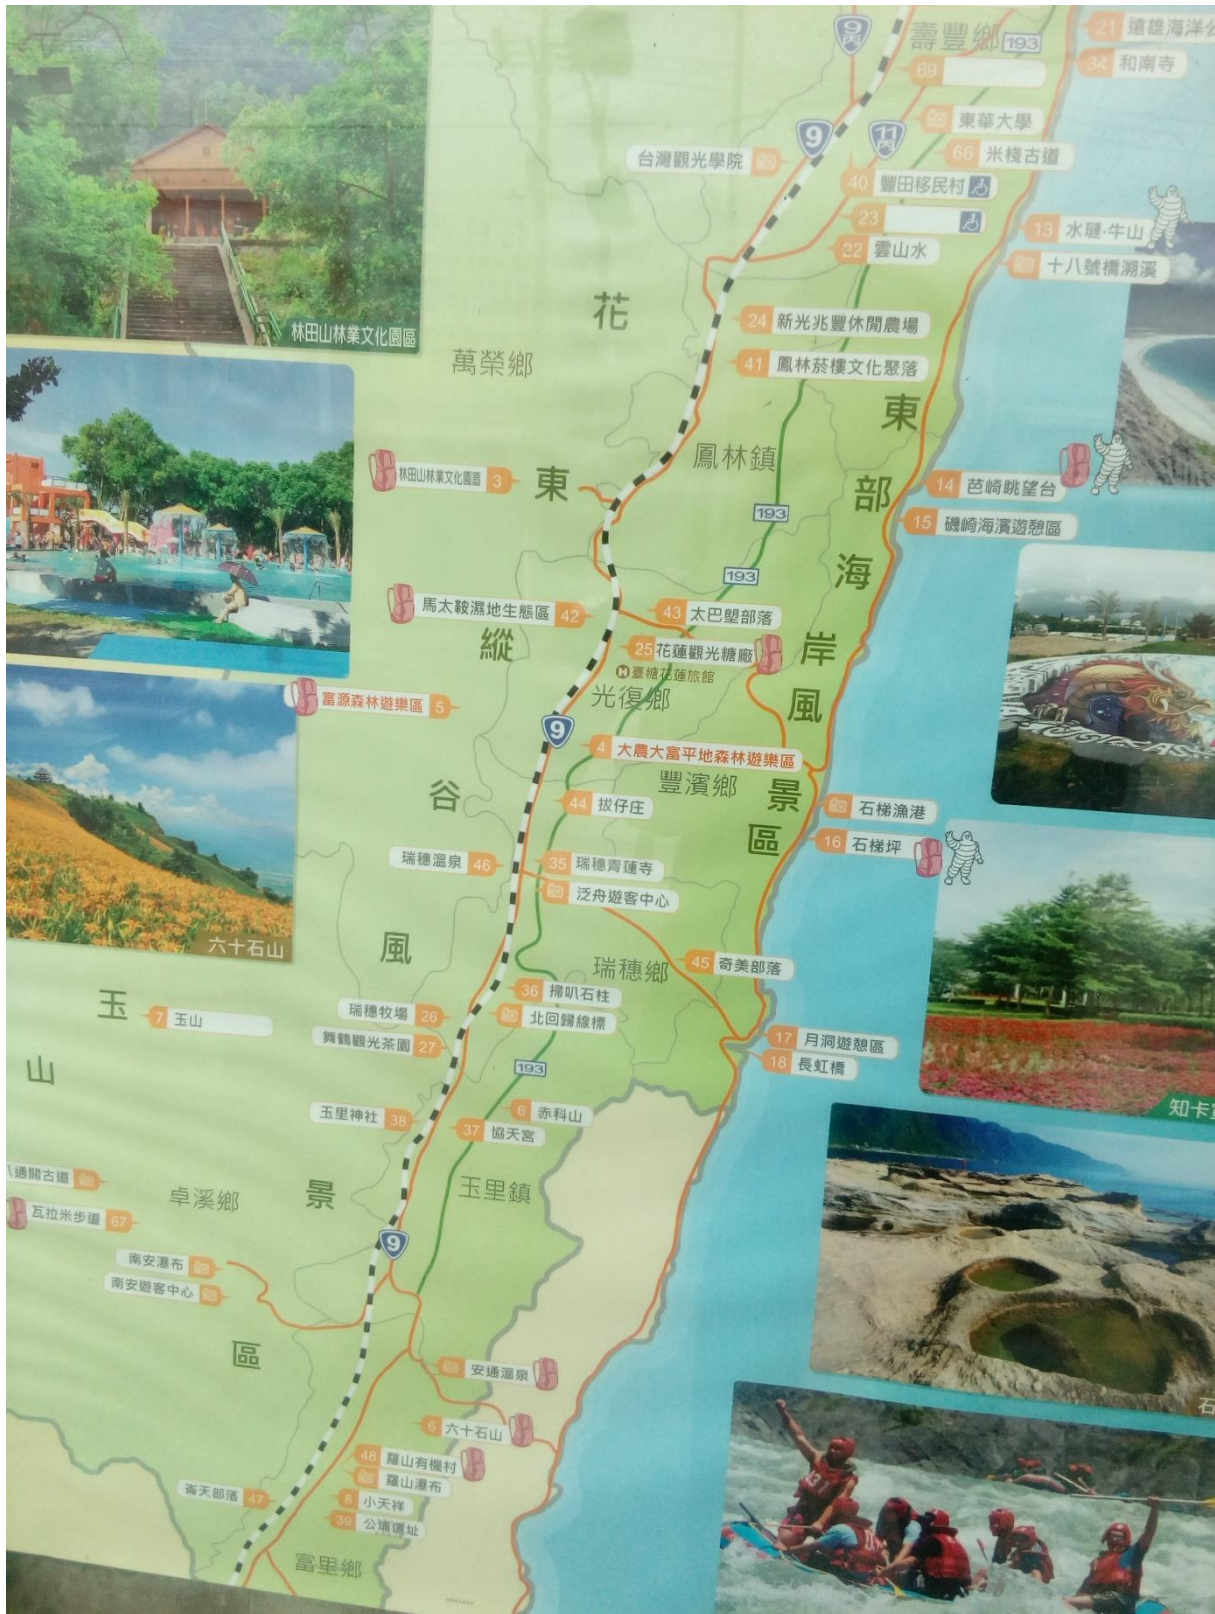 9丙
壽豐鄉
193
21 遠雄海洋公
34 和南寺
69
9
11丙
東華大學
66 米棧古道
台灣觀光學院
40 豐田移民村
23
22 雲山水
13 水璉·牛山
十八號橋溯溪
花
24 新光兆豐休閒農場
林田山林業文化園區
萬榮鄉
41 鳳林菸樓文化聚落
東
鳳林鎮
林田山林業文化園區 3
東
部
14 芭崎眺望台
193
15 磯崎海濱遊憩區
193
海
馬太鞍濕地生態區 42
43 太巴塱部落
縱
25 花蓮觀光糖廠
岸
H 臺糖花蓮旅館
富源森林遊樂區 5
光復鄉
風
9
4 大農大富平地森林遊樂區
豐濱鄉
谷
景
44 拔仔庄
石梯漁港
區
16 石梯坪
瑞穗溫泉 46
35 瑞穗青蓮寺
泛舟遊客中心
六十石山
風
瑞穗鄉
45 奇美部落
玉
7 玉山
36 掃叭石柱
瑞穗牧場 26
北回歸線標
舞鶴觀光茶園 27
17 月洞遊憩區
18 長虹橋
山
193
玉里神社 38
6 赤科山
37 協天宮
知卡宣
八通關古道
卓溪鄉
景
玉里鎮
瓦拉米步道 67
9
南安瀑布
南安遊客中心
區
安通溫泉
石
6 六十石山
48 羅山有機村
羅山瀑布
崙天部落 47
8 小天祥
39 公埔遺址
富里鄉